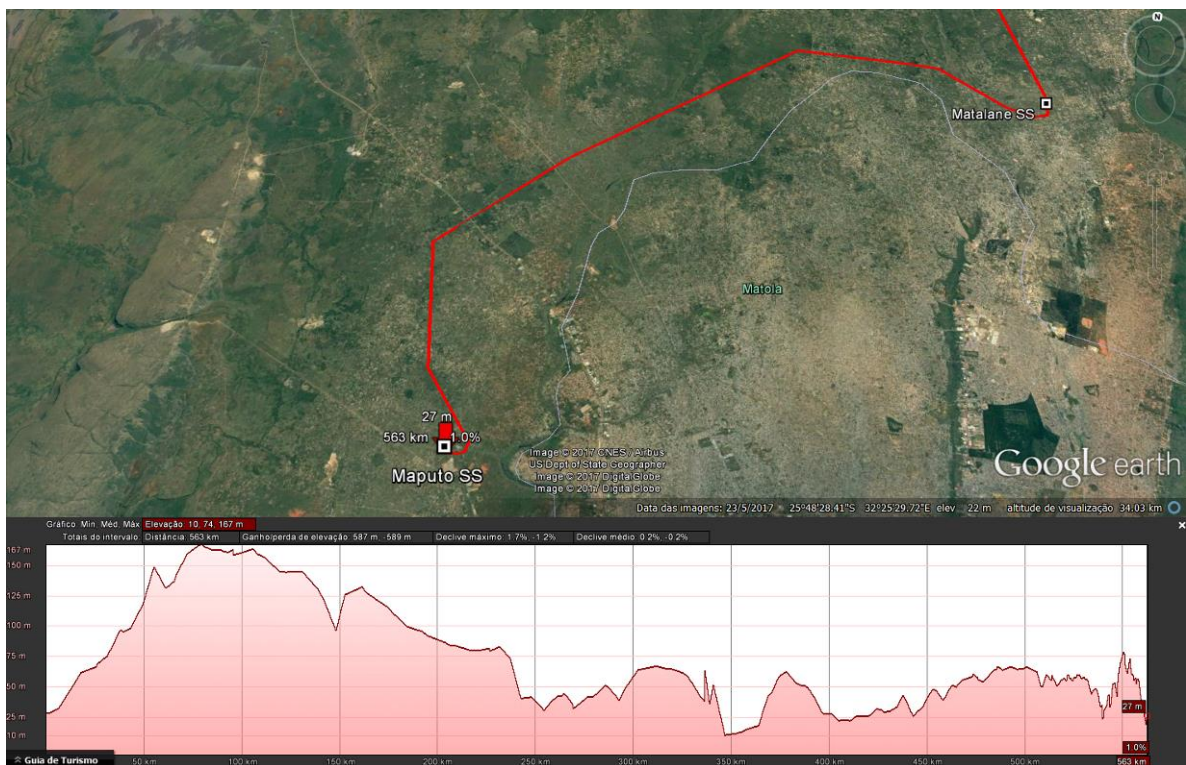 N
Matalane SS
Matola
27 m
563 km
1.0%
Maputo SS
Image © 2017 CNES / Airbus
US Dept of State Geographer
Image © 2017 DigitalGlobe
Image © 2017 DigitalGlobe
Google earth
Data das imagens: 23/5/2017 25°48'28.41"S 32°25'29.72"E elev 22 m altitude de visualização 34.03 km
Gráfico: Mín, Méd, Máx Elevação: 10, 74, 167 m
Totais do intervalo: Distância: 563 km Ganho/perda de elevação: 587 m, -589 m Declive máximo: 1.7%, -1.2% Declive médio: 0.2%, -0.2%
167 m
150 m
125 m
100 m
75 m
50 m
25 m
10 m
27 m
1.0%
Guia de Turismo
50 km 100 km 150 km 200 km 250 km 300 km 350 km 400 km 450 km 500 km 563 km